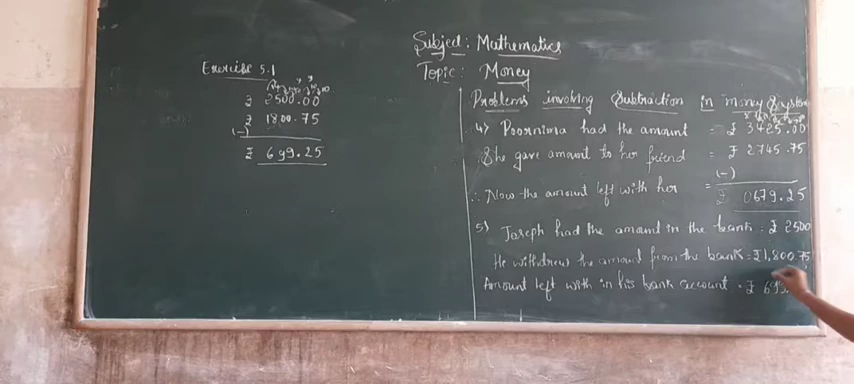 Subject: Mathematics
Topic: Money
Exercise 5.1
₹ 2500.00
₹ 1800.75
(-)
₹ 699.25
Problems involving Subtraction in money system
4) Poornima had the amount = ₹ 3425.00
She gave amount to her friend = ₹ 2745.75
(-)
∴ Now the amount left with her = ₹ 0679.25
5) Joseph had the amount in the bank = ₹ 2500
He withdrew the amount from the bank = ₹1,800.75
Amount left with in his bank account = ₹ 699